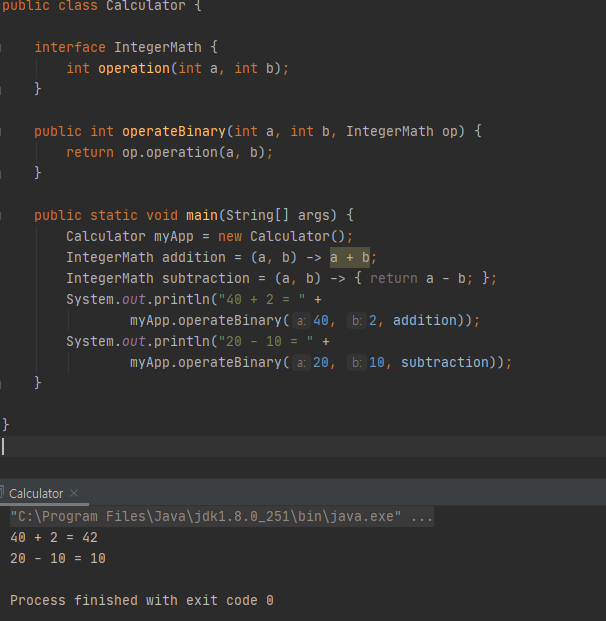 public class Calculator {
interface IntegerMath {
int operation(int a, int b);
}
public int operateBinary(int a, int b, IntegerMath op) {
return op.operation(a, b);
}
public static void main(String[] args) {
Calculator myApp = new Calculator();
IntegerMath addition = (a, b) -> a + b;
IntegerMath subtraction = (a, b) -> { return a - b; };
System.out.println("40 + 2 = " +
myApp.operateBinary( a: 40, b: 2, addition));
System.out.println("20 - 10 = " +
myApp.operateBinary( a: 20, b: 10, subtraction));
}
}
Calculator ×
"C:\Program Files\Java\jdk1.8.0_251\bin\java.exe" ...
40 + 2 = 42
20 - 10 = 10
Process finished with exit code 0